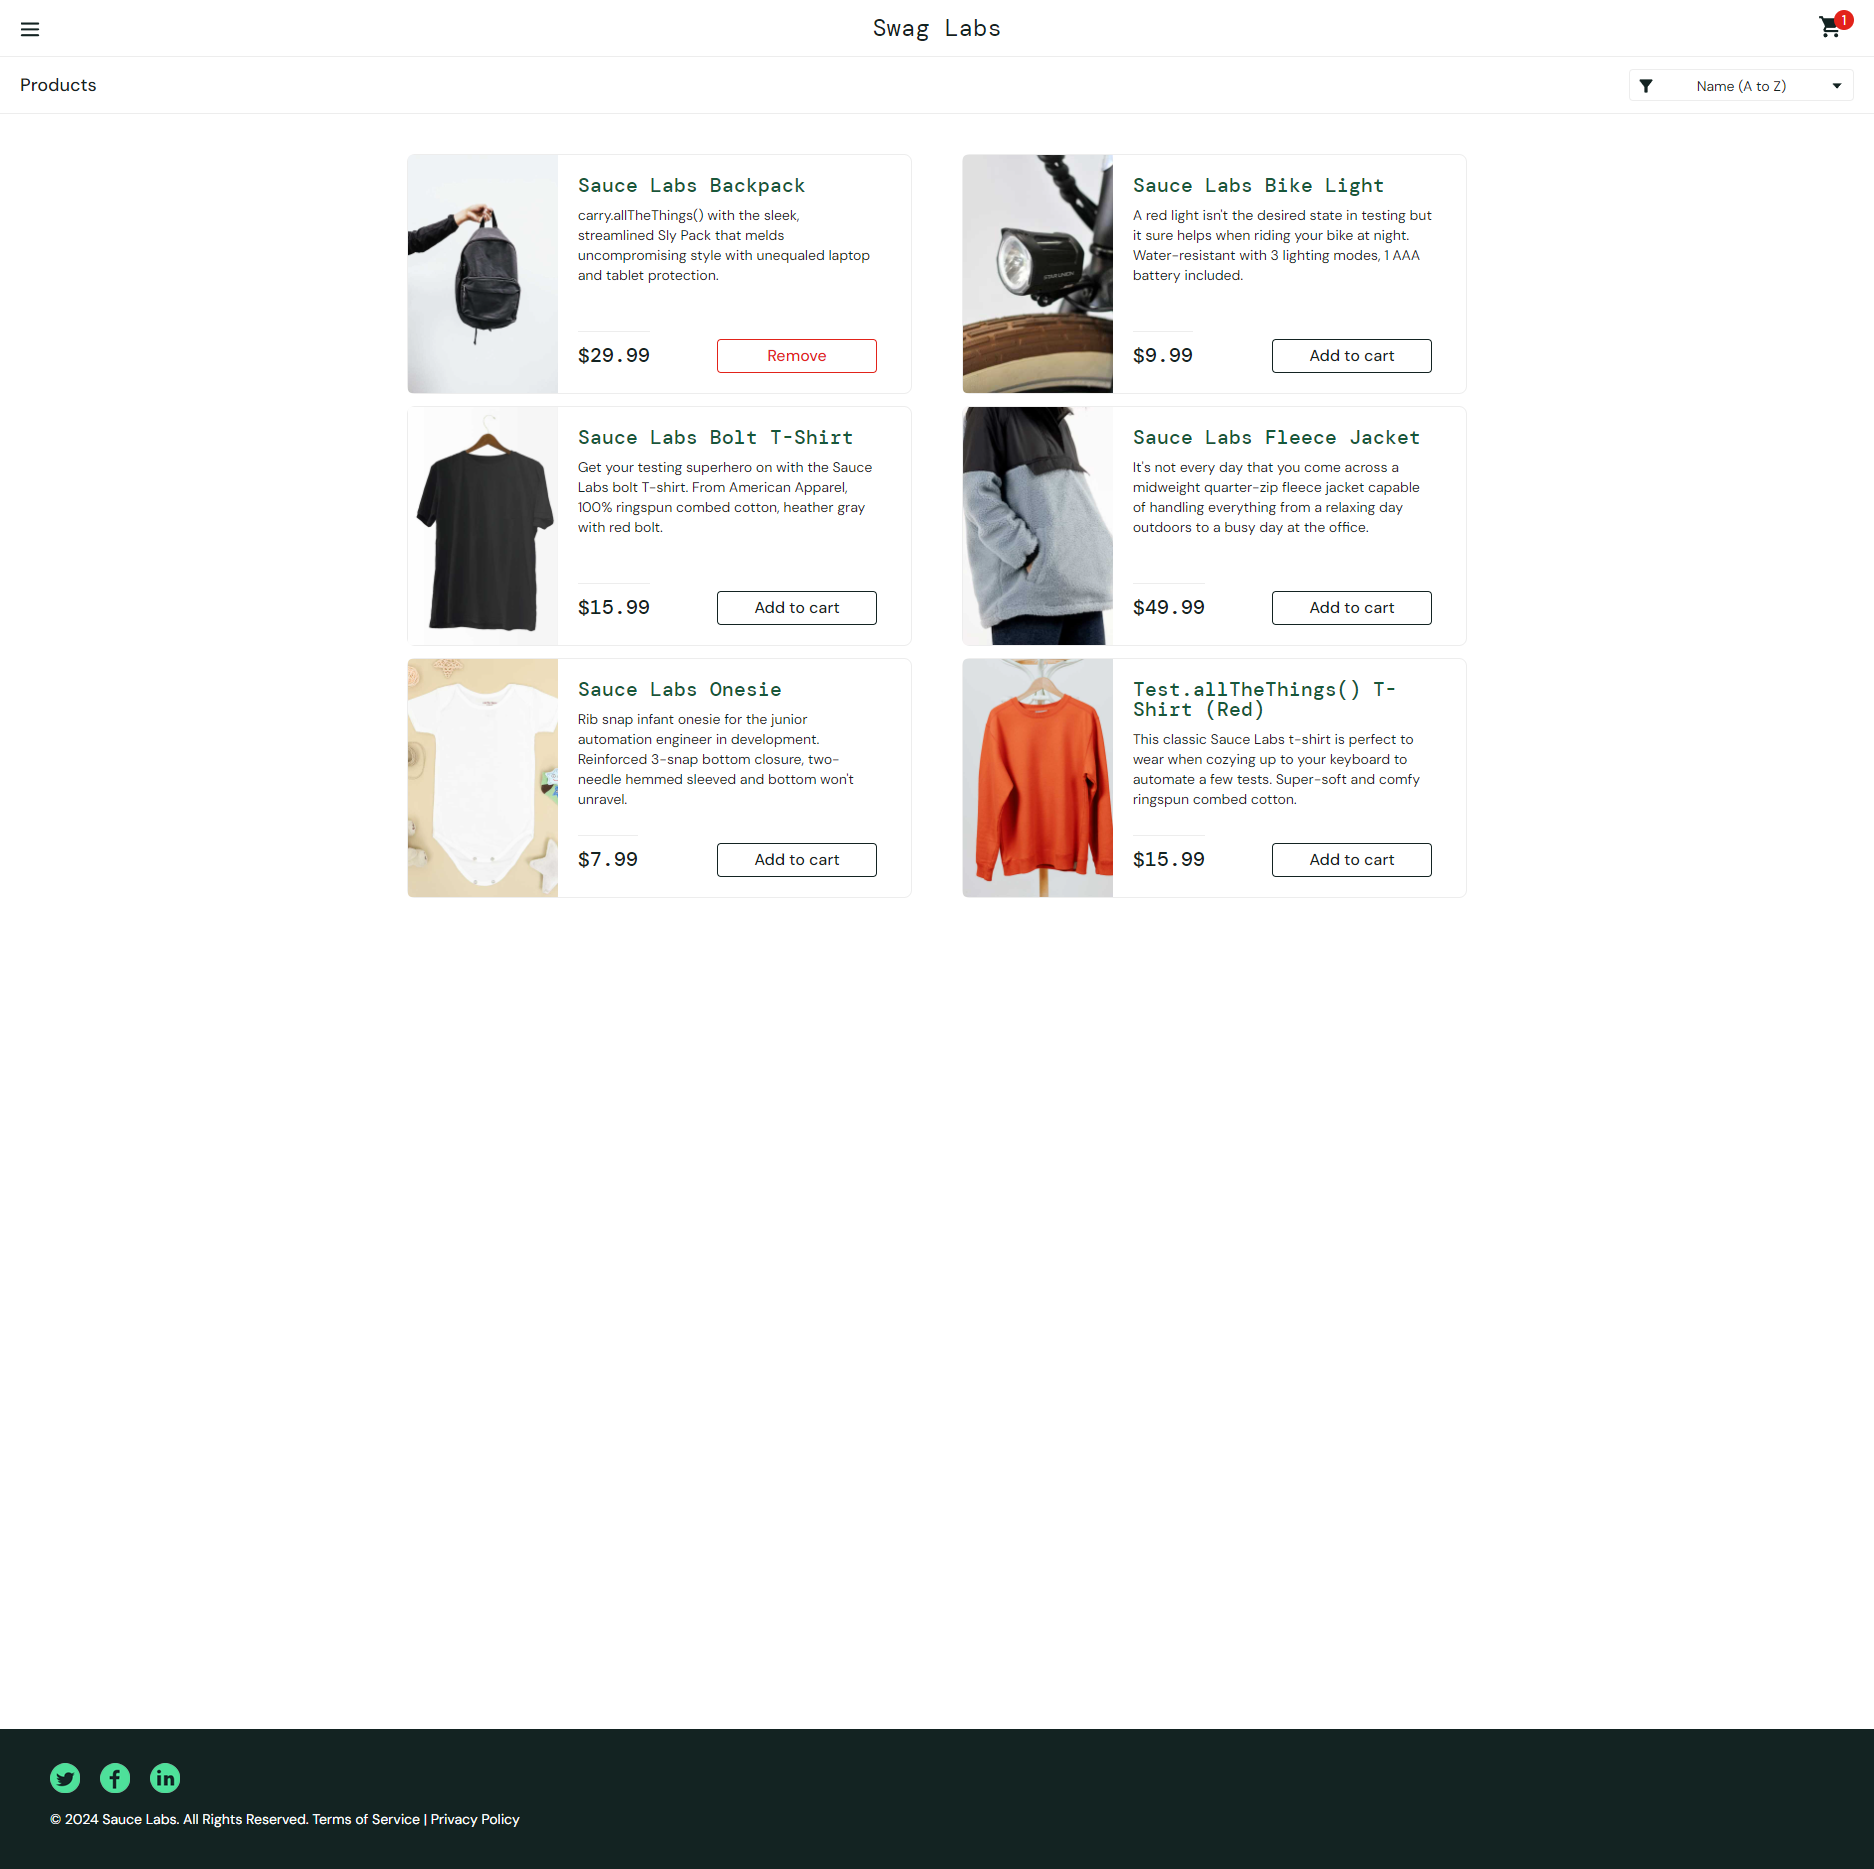 Swag Labs
1
Products
Name (A to Z)
Sauce Labs Backpack
carry.allTheThings() with the sleek,
streamlined Sly Pack that melds
uncompromising style with unequaled laptop
and tablet protection.
$29.99
Remove
Sauce Labs Bike Light
A red light isn't the desired state in testing but
it sure helps when riding your bike at night.
Water-resistant with 3 lighting modes, 1 AAA
battery included.
$9.99
Add to cart
Sauce Labs Bolt T-Shirt
Get your testing superhero on with the Sauce
Labs bolt T-shirt. From American Apparel,
100% ringspun combed cotton, heather gray
with red bolt.
$15.99
Add to cart
Sauce Labs Fleece Jacket
It's not every day that you come across a
midweight quarter-zip fleece jacket capable
of handling everything from a relaxing day
outdoors to a busy day at the office.
$49.99
Add to cart
Sauce Labs Onesie
Rib snap infant onesie for the junior
automation engineer in development.
Reinforced 3-snap bottom closure, two-
needle hemmed sleeved and bottom won't
unravel.
$7.99
Add to cart
Test.allTheThings() T-
Shirt (Red)
This classic Sauce Labs t-shirt is perfect to
wear when cozying up to your keyboard to
automate a few tests. Super-soft and comfy
ringspun combed cotton.
$15.99
Add to cart
© 2024 Sauce Labs. All Rights Reserved. Terms of Service | Privacy Policy